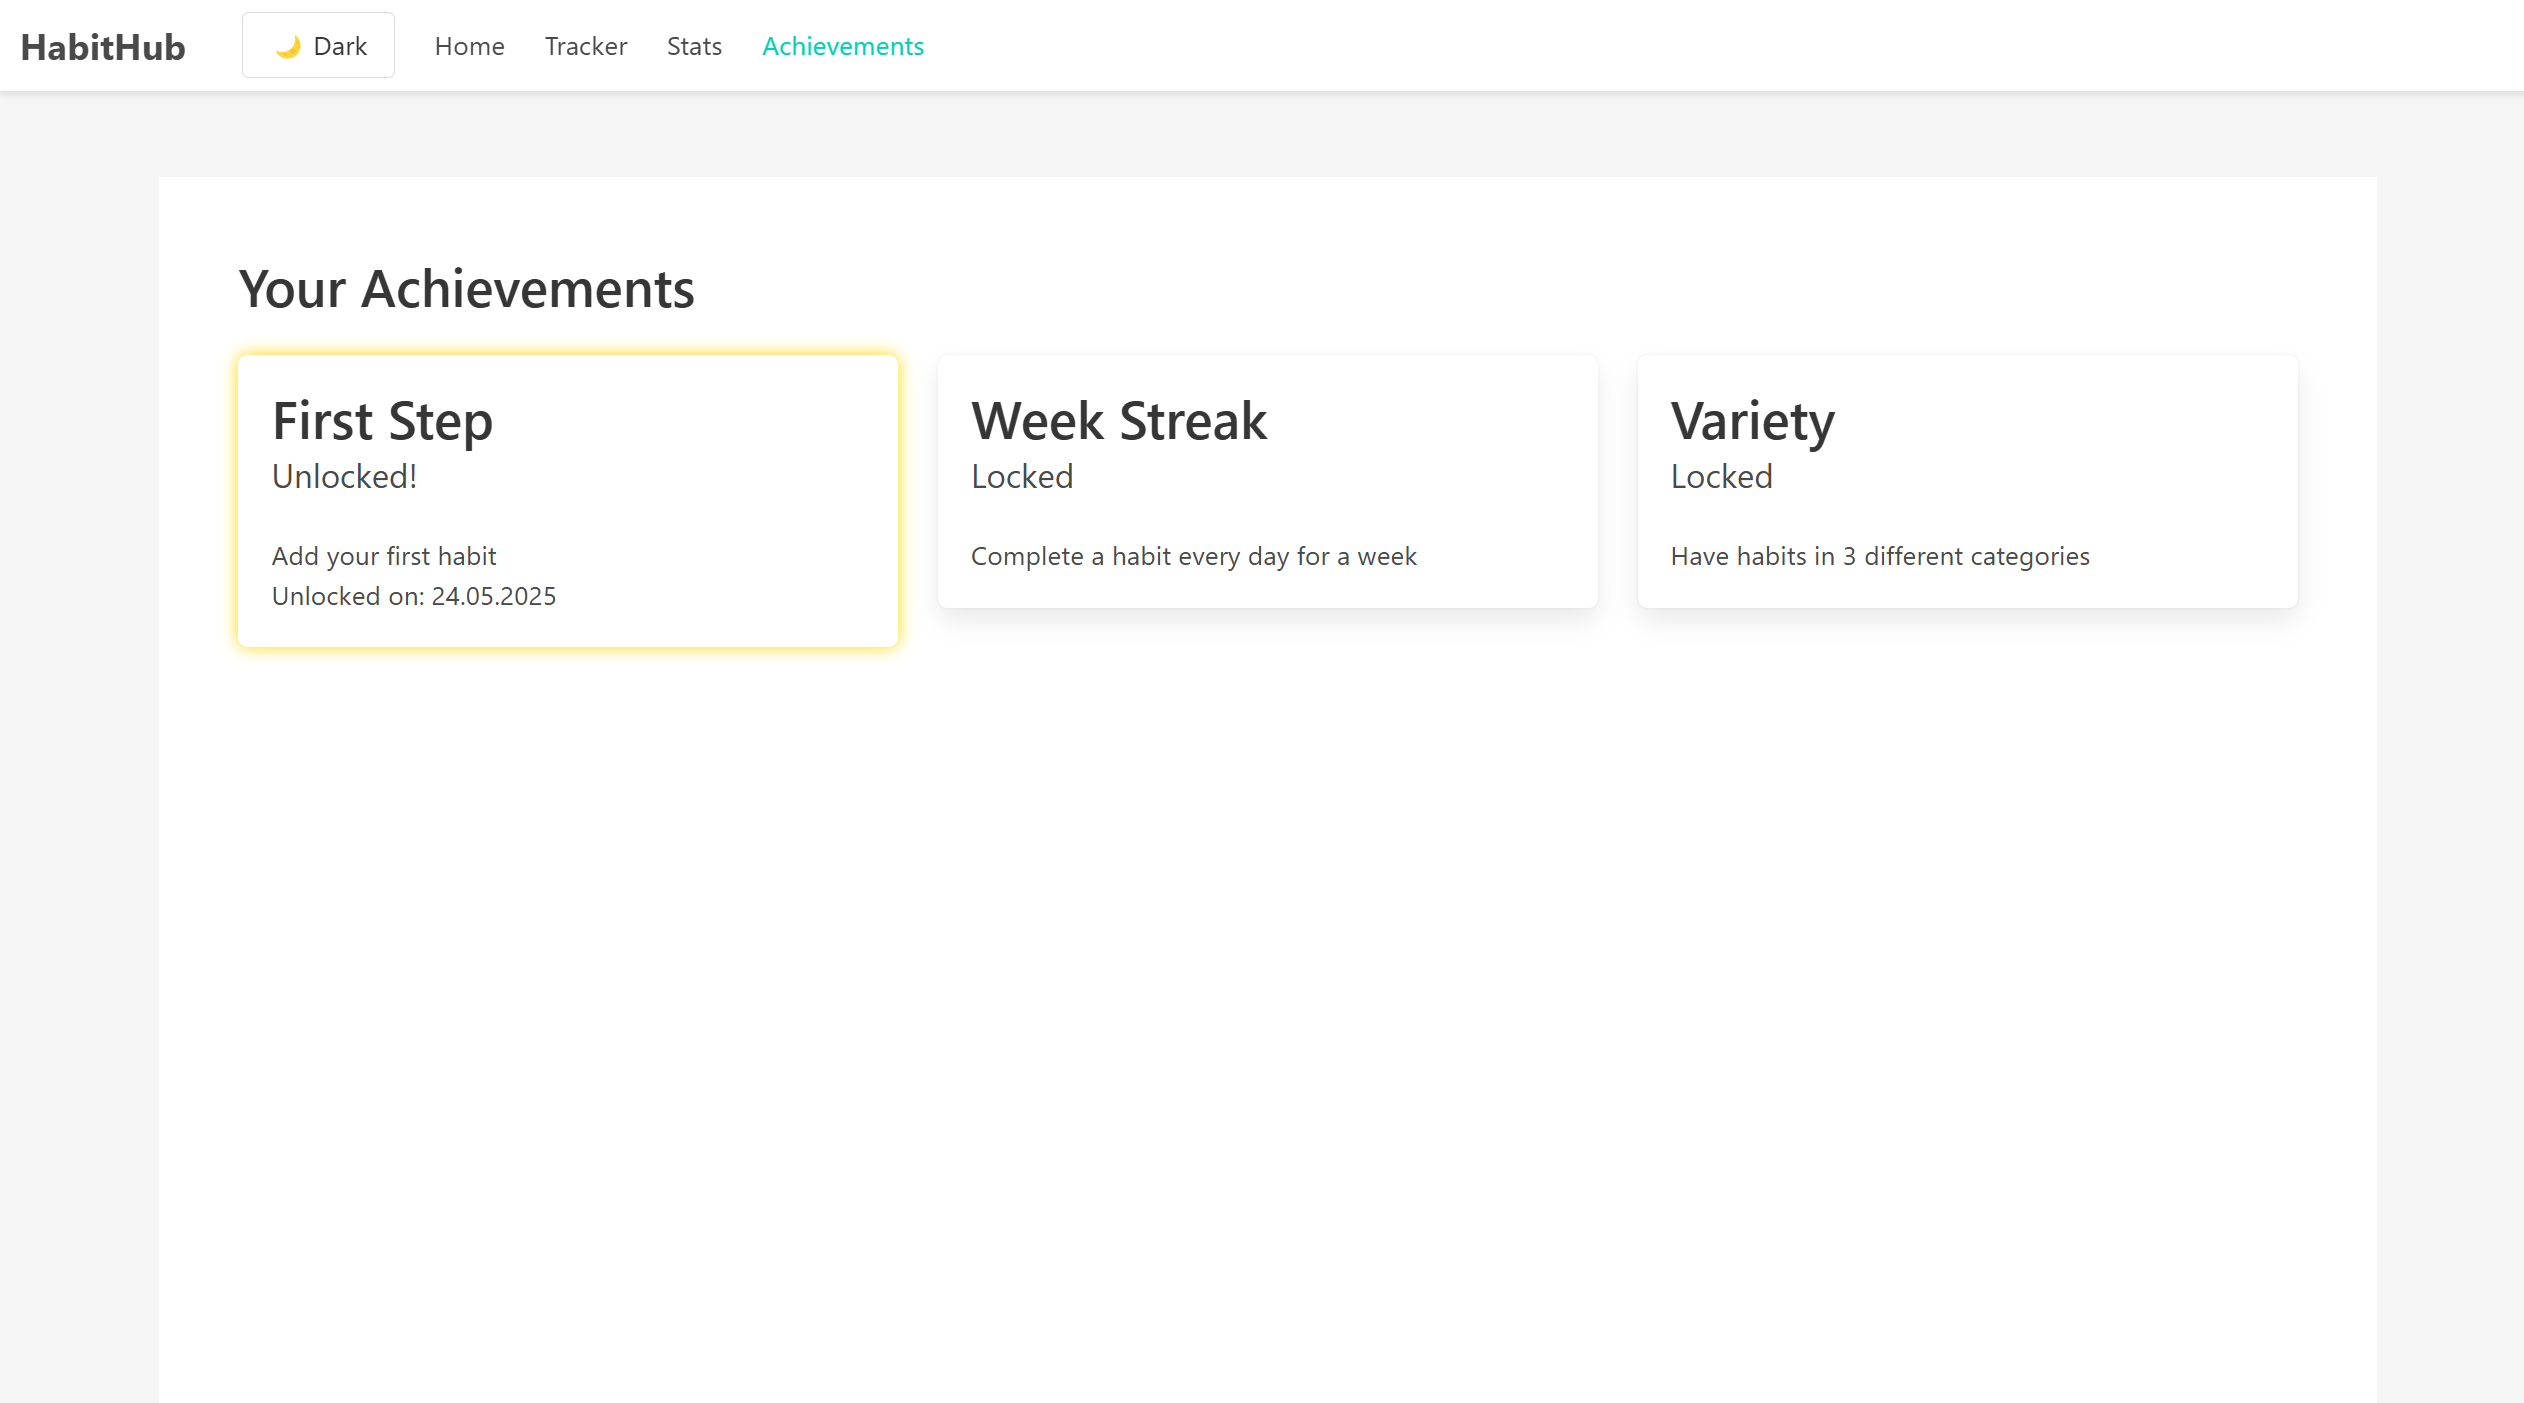 HabitHub
🌙 Dark
Home
Tracker
Stats
Achievements
Your Achievements
First Step
Unlocked!
Add your first habit
Unlocked on: 24.05.2025
Week Streak
Locked
Complete a habit every day for a week
Variety
Locked
Have habits in 3 different categories